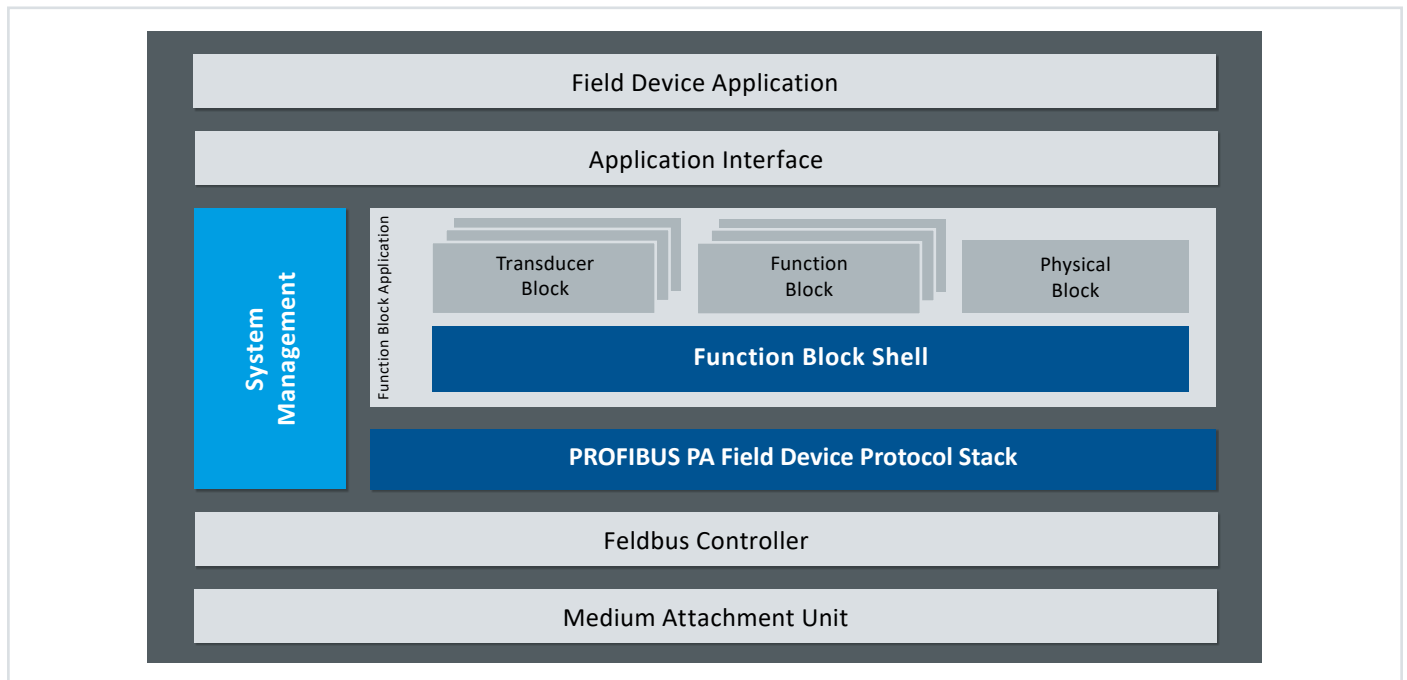 Field Device Application
Application Interface
System
Management
Function Block Application
Transducer
Block
Function
Block
Physical
Block
Function Block Shell
PROFIBUS PA Field Device Protocol Stack
Feldbus Controller
Medium Attachment Unit